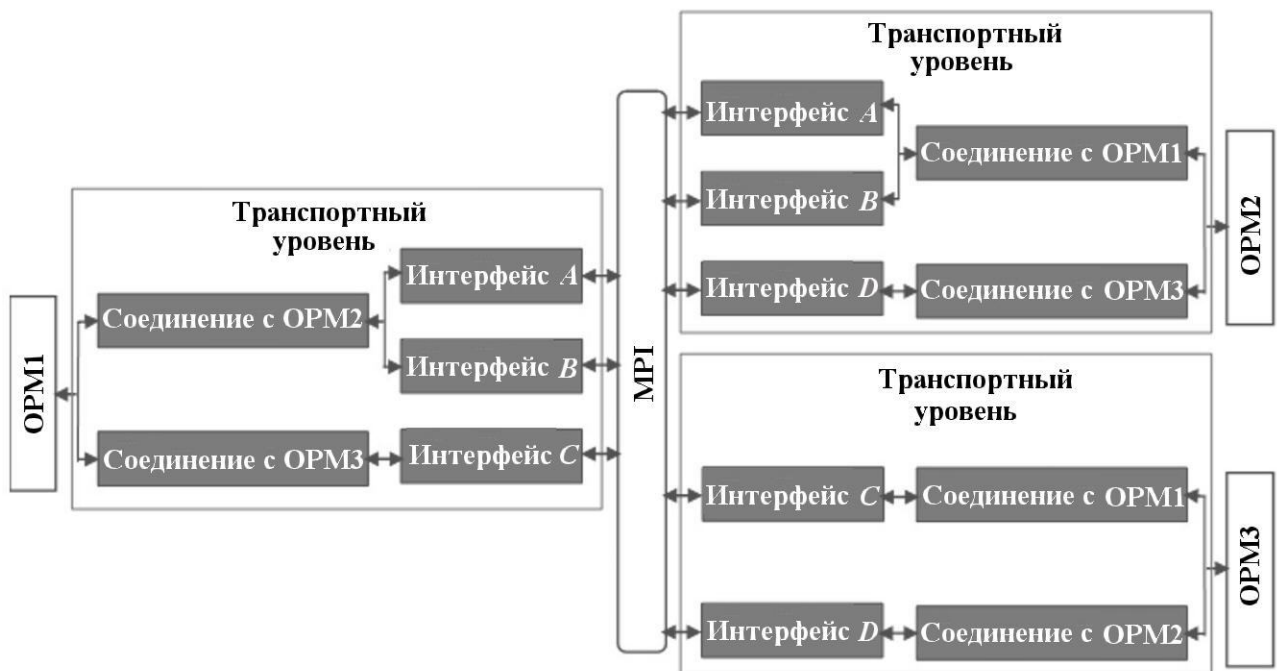 Транспортный
уровень
Интерфейс A
Соединение с ОРМ2
Интерфейс B
Соединение с ОРМ3
Интерфейс C
ОРМ1
MPI
Транспортный
уровень
Интерфейс A
Соединение с ОРМ1
Интерфейс B
Интерфейс D
Соединение с ОРМ3
ОРМ2
Транспортный
уровень
Интерфейс C
Соединение с ОРМ1
Интерфейс D
Соединение с ОРМ2
ОРМ3